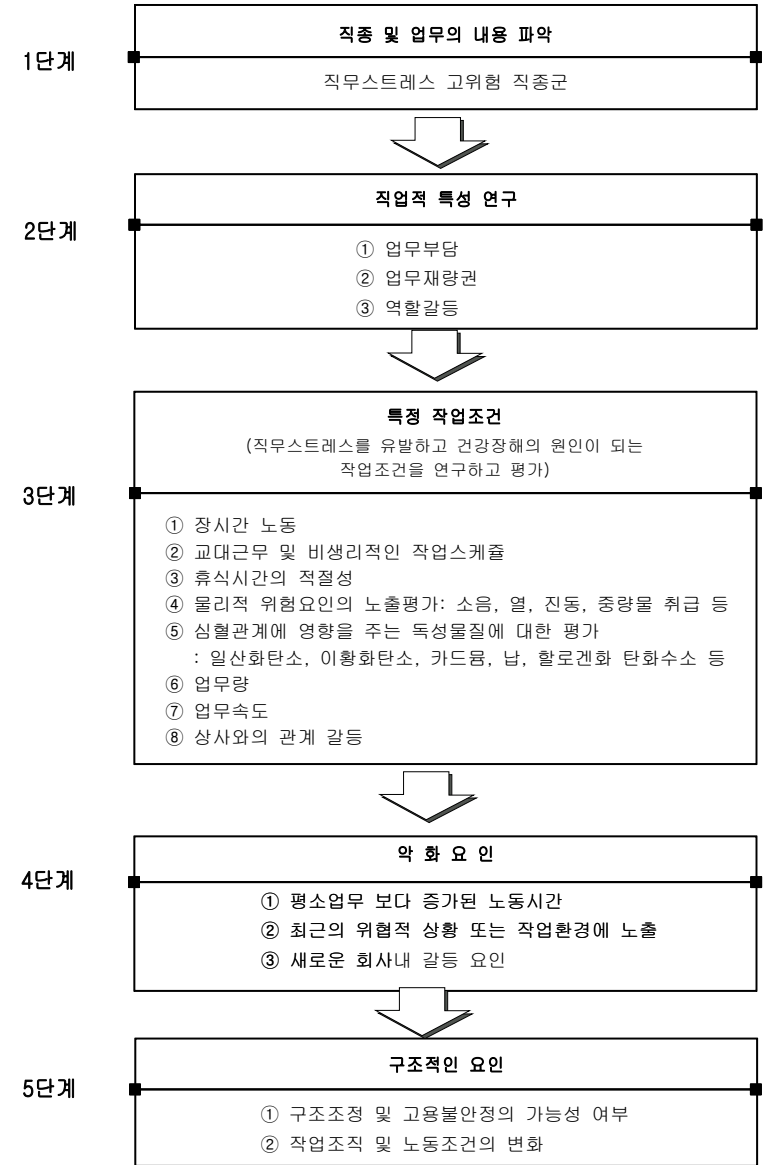 1단계
직종 및 업무의 내용 파악
직무스트레스 고위험 직종군
2단계
직업적 특성 연구
① 업무부담
② 업무재량권
③ 역할갈등
3단계
특정 작업조건
(직무스트레스를 유발하고 건강장해의 원인이 되는
작업조건을 연구하고 평가)
① 장시간 노동
② 교대근무 및 비생리적인 작업스케쥴
③ 휴식시간의 적절성
④ 물리적 위험요인의 노출평가: 소음, 열, 진동, 중량물 취급 등
⑤ 심혈관계에 영향을 주는 독성물질에 대한 평가
: 일산화탄소, 이황화탄소, 카드뮴, 납, 할로겐화 탄화수소 등
⑥ 업무량
⑦ 업무속도
⑧ 상사와의 관계 갈등
4단계
악 화 요 인
① 평소업무 보다 증가된 노동시간
② 최근의 위협적 상황 또는 작업환경에 노출
③ 새로운 회사내 갈등 요인
5단계
구조적인 요인
① 구조조정 및 고용불안정의 가능성 여부
② 작업조직 및 노동조건의 변화